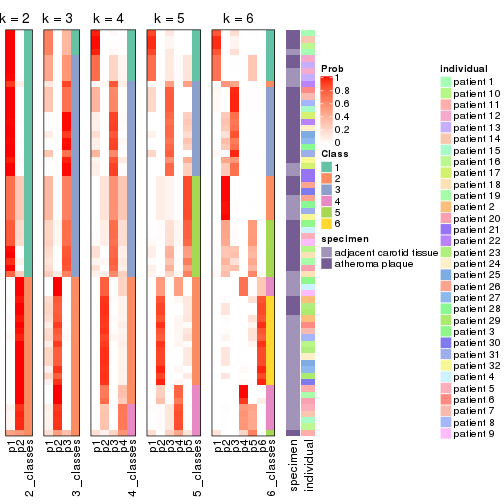 k = 2
k = 3
k = 4
k = 5
k = 6
p1
p2
2_classes
p1
p2
p3
3_classes
p1
p2
p3
p4
4_classes
p1
p2
p3
p4
p5
5_classes
p1
p2
p3
p4
p5
p6
6_classes
specimen
individual
Prob
1
0.8
0.6
0.4
0.2
0
Class
1
2
3
4
5
6
specimen
adjacent carotid tissue
atheroma plaque
individual
patient 1
patient 10
patient 11
patient 12
patient 13
patient 14
patient 15
patient 16
patient 17
patient 18
patient 19
patient 2
patient 20
patient 21
patient 22
patient 23
patient 24
patient 25
patient 26
patient 27
patient 28
patient 29
patient 3
patient 30
patient 31
patient 32
patient 4
patient 5
patient 6
patient 7
patient 8
patient 9